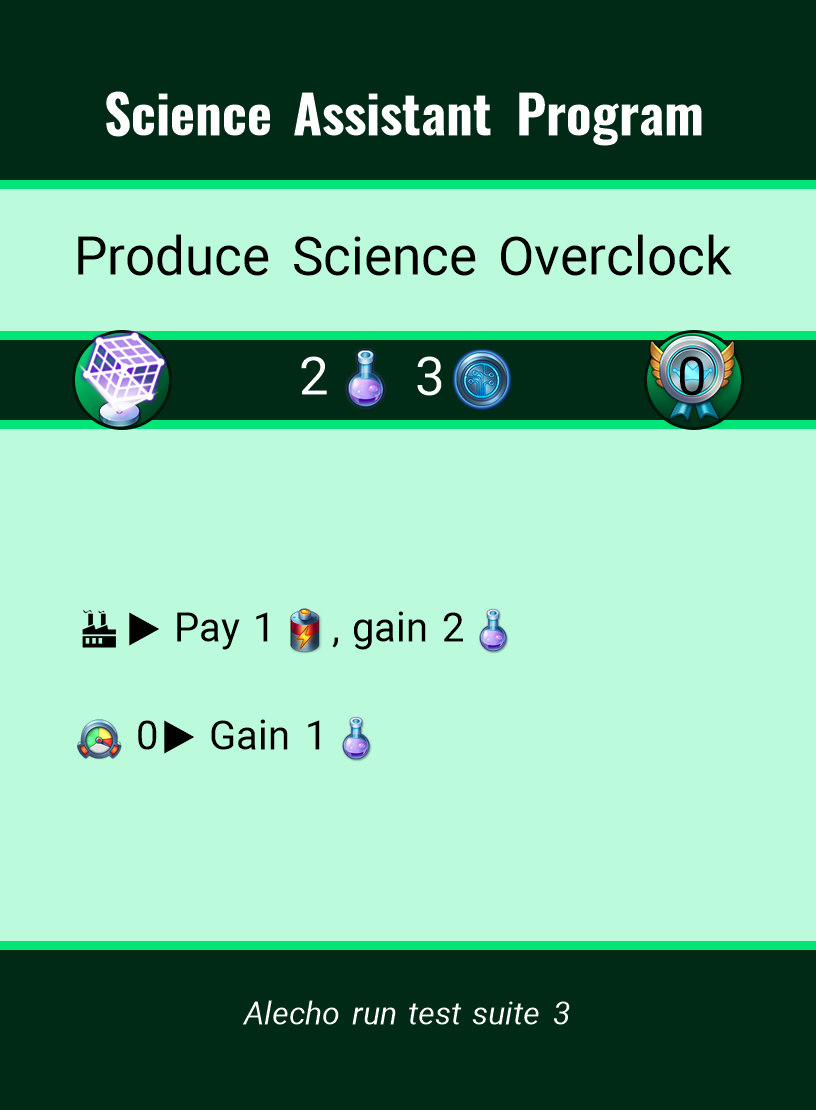 Science Assistant Program
Produce Science Overclock
2 3 0
Pay 1 , gain 2
0 Gain 1
Alecho run test suite 3